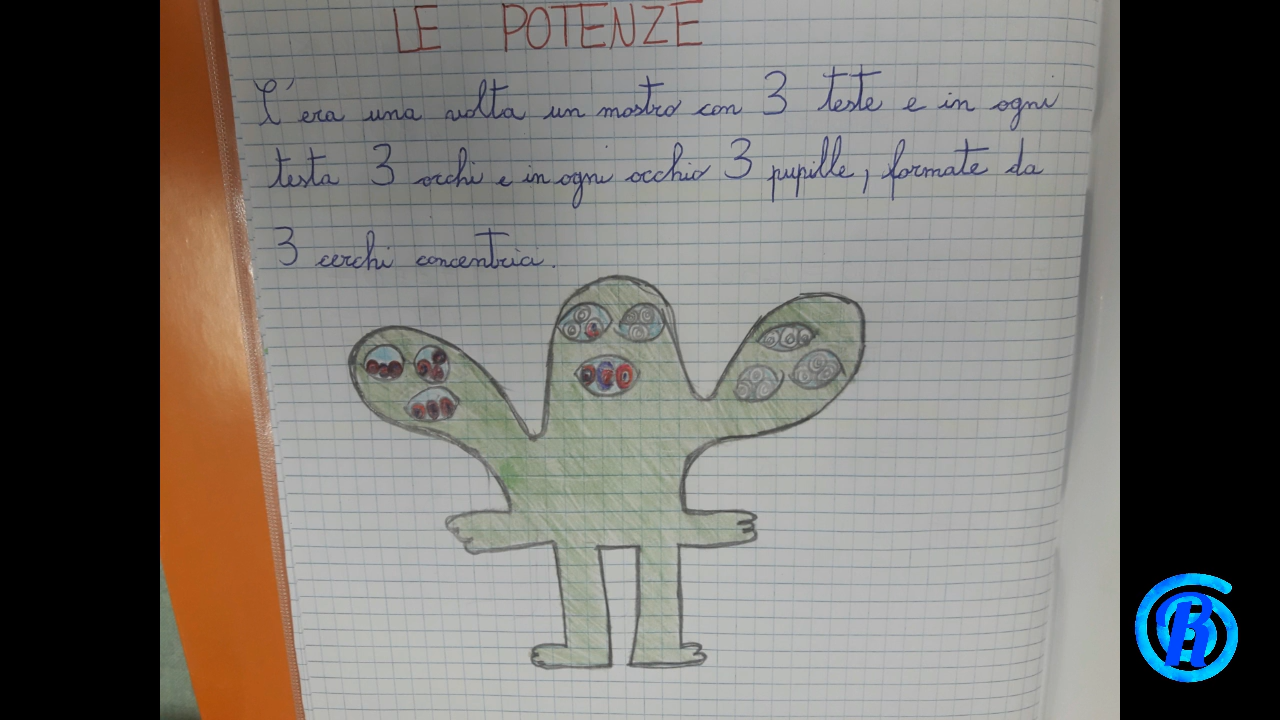 LE POTENZE
C'era una volta un mostro con 3 teste e in ogni
testa 3 occhi e in ogni occhio 3 pupille, formate da
3 cerchi concentrici.